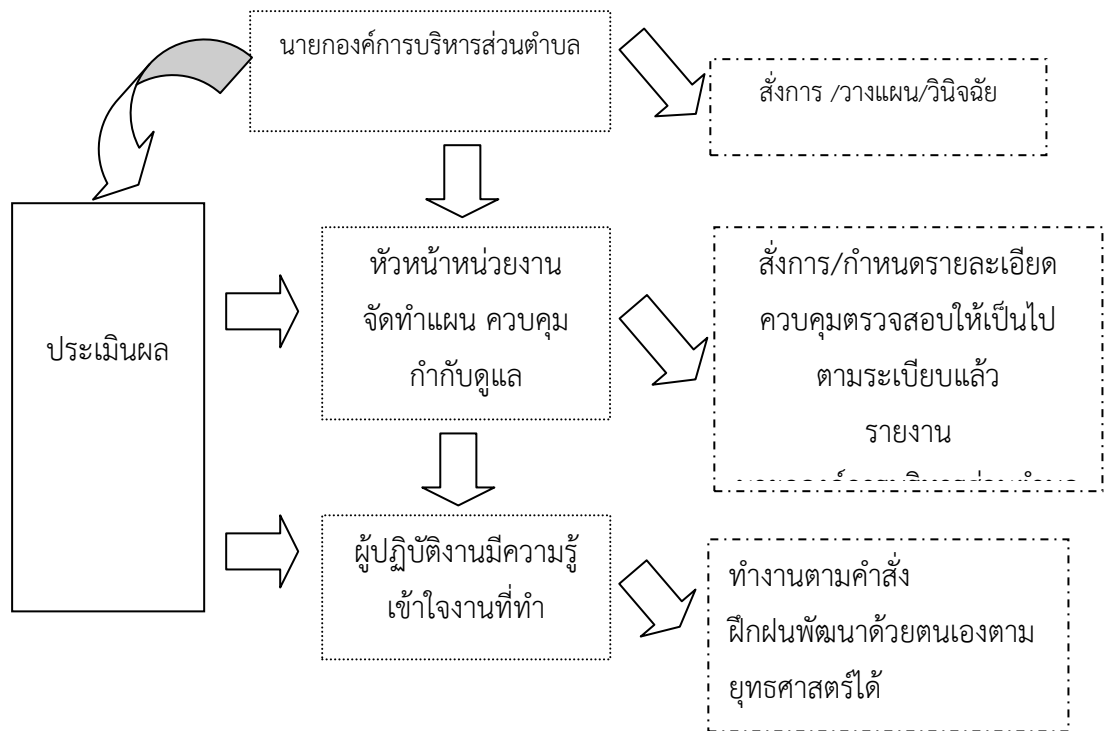 นายกองค์การบริหารส่วนตำบล
สั่งการ /วางแผน/วินิจฉัย
ประเมินผล
หัวหน้าหน่วยงาน
จัดทำแผน ควบคุม
กำกับดูแล
สั่งการ/กำหนดรายละเอียด
ควบคุมตรวจสอบให้เป็นไป
ตามระเบียบแล้ว
รายงาน
ผู้ปฏิบัติงานมีความรู้
เข้าใจงานที่ทำ
ทำงานตามคำสั่ง
ฝึกฝนพัฒนาด้วยตนเองตาม
ยุทธศาสตร์ได้